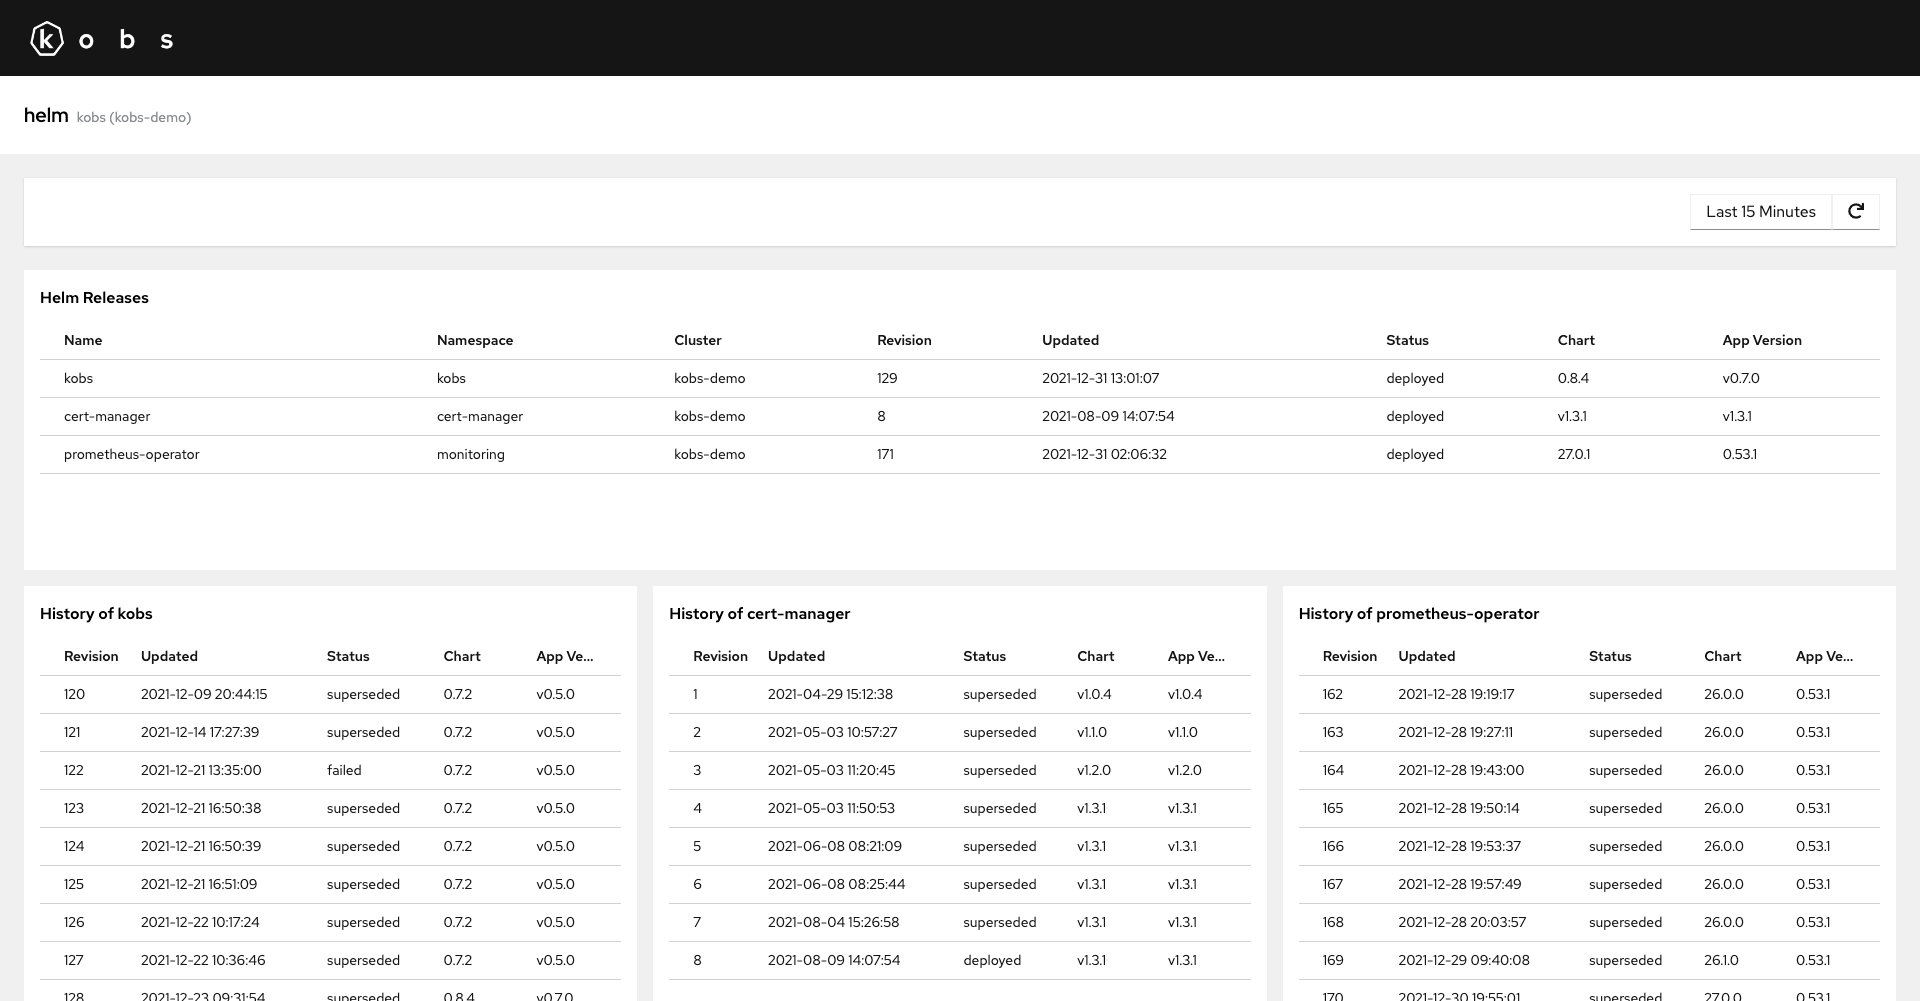 k o b s
helm kobs (kobs-demo)
Last 15 Minutes
Helm Releases
Name Namespace Cluster Revision Updated Status Chart App Version
kobs kobs kobs-demo 129 2021-12-31 13:01:07 deployed 0.8.4 v0.7.0
cert-manager cert-manager kobs-demo 8 2021-08-09 14:07:54 deployed v1.3.1 v1.3.1
prometheus-operator monitoring kobs-demo 171 2021-12-31 02:06:32 deployed 27.0.1 0.53.1
History of kobs
Revision Updated Status Chart App Ve...
120 2021-12-09 20:44:15 superseded 0.7.2 v0.5.0
121 2021-12-14 17:27:39 superseded 0.7.2 v0.5.0
122 2021-12-21 13:35:00 failed 0.7.2 v0.5.0
123 2021-12-21 16:50:38 superseded 0.7.2 v0.5.0
124 2021-12-21 16:50:39 superseded 0.7.2 v0.5.0
125 2021-12-21 16:51:09 superseded 0.7.2 v0.5.0
126 2021-12-22 10:17:24 superseded 0.7.2 v0.5.0
127 2021-12-22 10:36:46 superseded 0.7.2 v0.5.0
128 2021-12-23 09:31:54 superseded 0.8.4 v0.7.0
History of cert-manager
Revision Updated Status Chart App Ve...
1 2021-04-29 15:12:38 superseded v1.0.4 v1.0.4
2 2021-05-03 10:57:27 superseded v1.1.0 v1.1.0
3 2021-05-03 11:20:45 superseded v1.2.0 v1.2.0
4 2021-05-03 11:50:53 superseded v1.3.1 v1.3.1
5 2021-06-08 08:21:09 superseded v1.3.1 v1.3.1
6 2021-06-08 08:25:44 superseded v1.3.1 v1.3.1
7 2021-08-04 15:26:58 superseded v1.3.1 v1.3.1
8 2021-08-09 14:07:54 deployed v1.3.1 v1.3.1
History of prometheus-operator
Revision Updated Status Chart App Ve...
162 2021-12-28 19:19:17 superseded 26.0.0 0.53.1
163 2021-12-28 19:27:11 superseded 26.0.0 0.53.1
164 2021-12-28 19:43:00 superseded 26.0.0 0.53.1
165 2021-12-28 19:50:14 superseded 26.0.0 0.53.1
166 2021-12-28 19:53:37 superseded 26.0.0 0.53.1
167 2021-12-28 19:57:49 superseded 26.0.0 0.53.1
168 2021-12-28 20:03:57 superseded 26.0.0 0.53.1
169 2021-12-29 09:40:08 superseded 26.1.0 0.53.1
170 2021-12-30 19:55:01 superseded 27.0.0 0.53.1